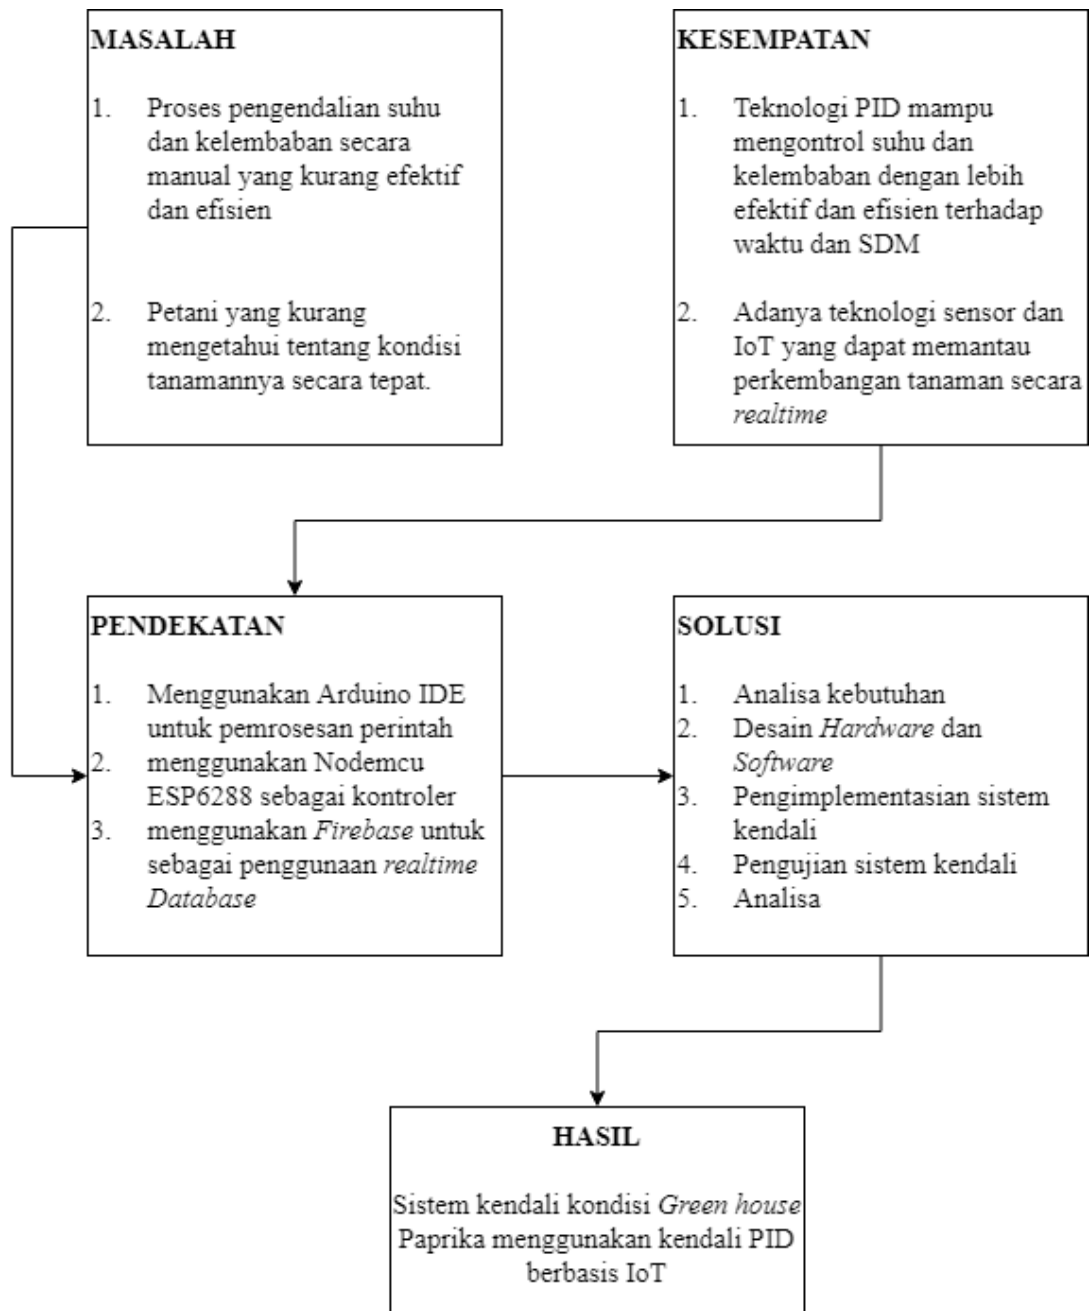 MASALAH
1. Proses pengendalian suhu
dan kelembaban secara
manual yang kurang efektif
dan efisien
2. Petani yang kurang
mengetahui tentang kondisi
tanamannya secara tepat.
KESEMPATAN
1. Teknologi PID mampu
mengontrol suhu dan
kelembaban dengan lebih
efektif dan efisien terhadap
waktu dan SDM
2. Adanya teknologi sensor dan
IoT yang dapat memantau
perkembangan tanaman secara
realtime
PENDEKATAN
1. Menggunakan Arduino IDE
untuk pemrosesan perintah
2. menggunakan Nodemcu
ESP6288 sebagai kontroler
3. menggunakan Firebase untuk
sebagai penggunaan realtime
Database
SOLUSI
1. Analisa kebutuhan
2. Desain Hardware dan
Software
3. Pengimplementasian sistem
kendali
4. Pengujian sistem kendali
5. Analisa
HASIL
Sistem kendali kondisi Green house
Paprika menggunakan kendali PID
berbasis IoT